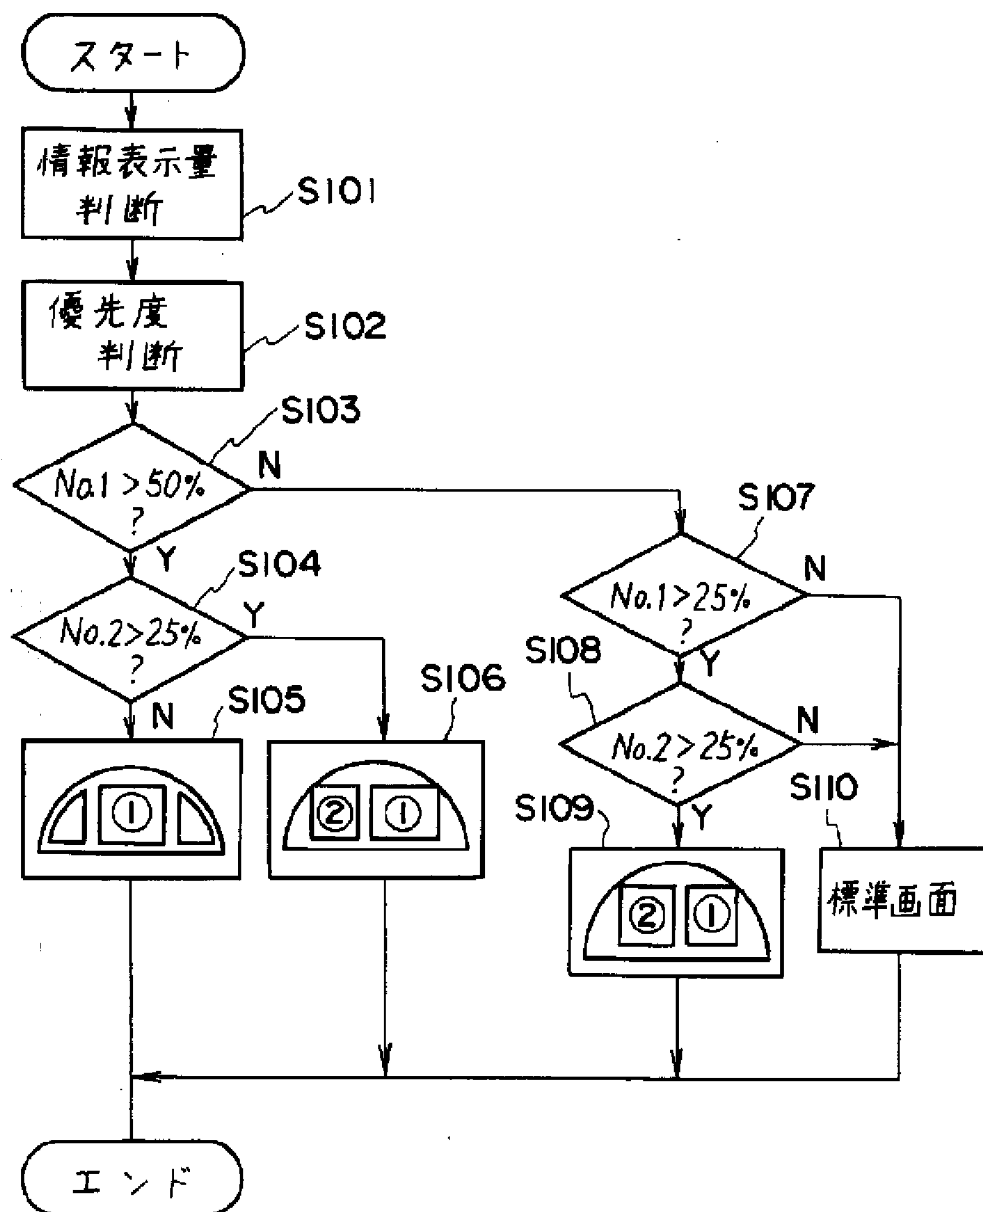 スタート
情報表示量
判断
S101
優先度
判断
S102
S103
No.1>50%
?
N
Y
S104
No.2>25%
?
Y
N
S105
①
S106
② ①
S107
No.1>25%
?
N
Y
S108
No.2>25%
?
N
Y
S109
② ①
S110
標準画面
エンド